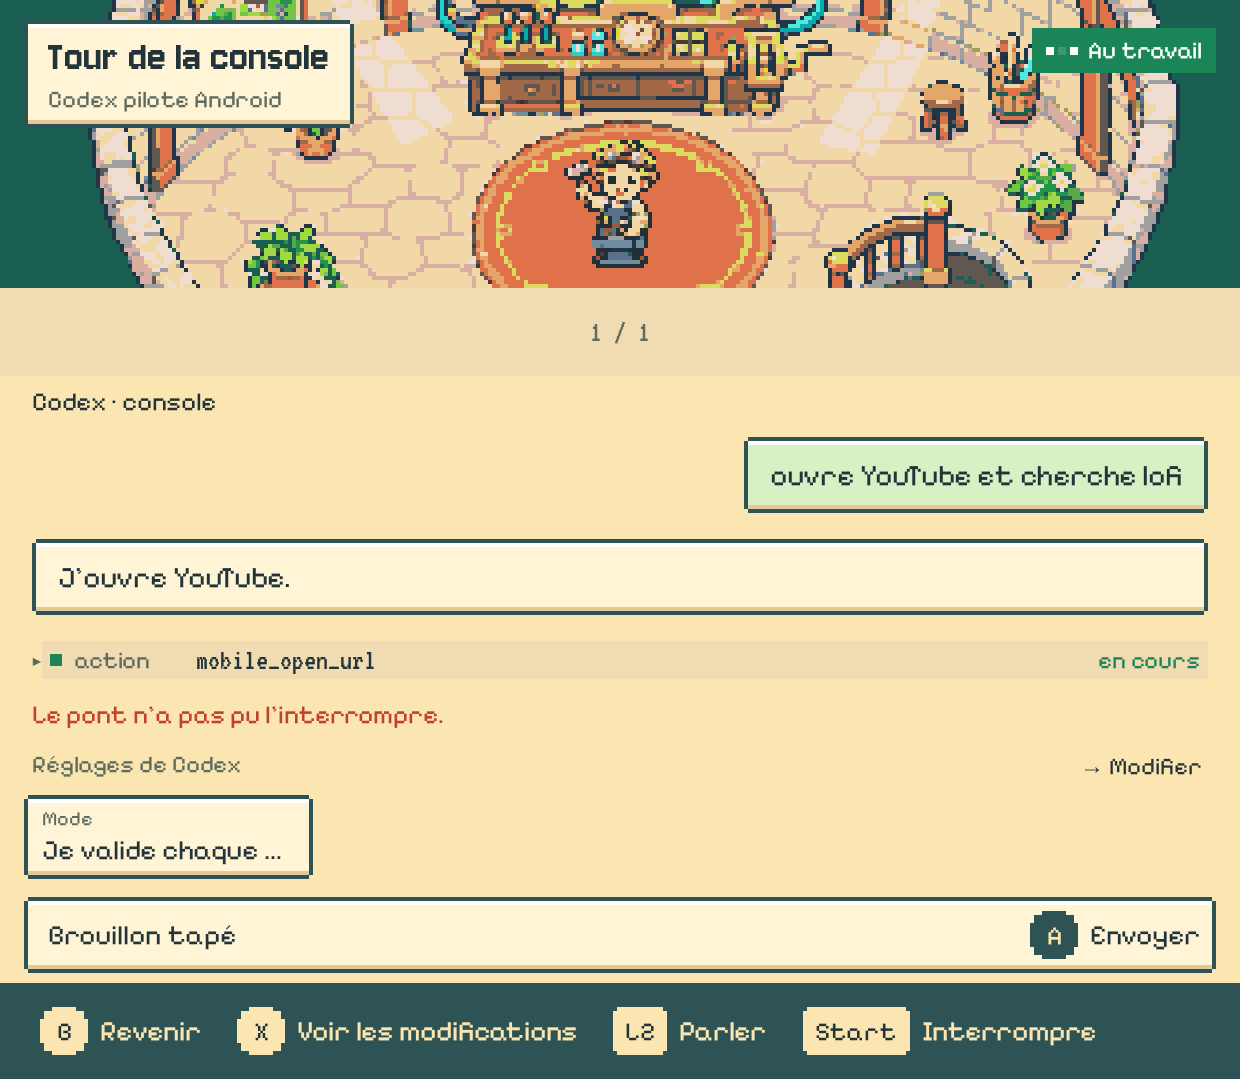 Tour de la console
Codex pilote Android
Au travail
1 / 1
Codex · console
ouvre YouTube et cherche lofi
J'ouvre YouTube.
▸ action mobile_open_url en cours
Le pont n'a pas pu l'interrompre.
Réglages de Codex → Modifier
Mode
Je valide chaque ...
Brouillon tapé A Envoyer
B Revenir X Voir les modifications L2 Parler Start Interrompre